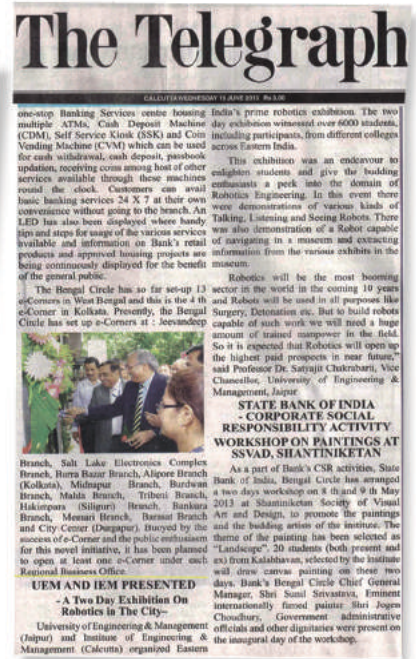 The Telegraph
CALCUTTA WEDNESDAY 19 JUNE 2013 Rs 5.00
one-stop Banking Services centre housing
multiple ATMs, Cash Deposit Machine
(CDM), Self Service Kiosk (SSK) and Coin
Vending Machine (CVM) which can be used
for cash withdrawal, cash deposit, passbook
updation, receiving coins among host of other
services available through these machines
round the clock. Customers can avail
basic banking services 24 X 7 at their own
convenience without going to the branch. An
LED has also been displayed where handy
tips and steps for usage of the various services
available and information on Bank's retail
products and approved housing projects are
being continuously displayed for the benefit
of the general public.
The Bengal Circle has so far set-up 13
e-Corners in West Bengal and this is the 4 th
e-Corner in Kolkata. Presently, the Bengal
Circle has set up e-Corners at : Jeevandeep
Branch, Salt Lake Electronics Complex
Branch, Burra Bazar Branch, Alipore Branch
(Kolkata), Midnapur Branch, Burdwan
Branch, Malda Branch, Tribeni Branch,
Hakimpara (Siliguri) Branch, Bankura
Branch, Memari Branch, Barasat Branch
and City Center (Durgapur). Buoyed by the
success of e-Corner and the public enthusiasm
for this novel initiative, it has been planned
to open at least one e-Corner under each
Regional Business Office.
UEM AND IEM PRESENTED
- A Two Day Exhibition On
Robotics in The City–
University of Engineering & Management
(Jaipur) and Institute of Engineering &
Management (Calcutta) organized Eastern
India's prime robotics exhibition. The two
day exhibition witnessed over 6000 students,
including participants, from different colleges
across Eastern India.
This exhibition was an endeavour to
enlighten students and give the budding
enthusiasts a peek into the domain of
Robotics Engineering. In this event there
were demonstrations of various kinds of
Talking, Listening and Seeing Robots. There
was also demonstration of a Robot capable
of navigating in a museum and extracting
information from the various exhibits in the
museum.
Robotics will be the most booming
sector in the world in the coming 10 years
and Robots will be used in all purposes like
Surgery, Detonation etc. But to build robots
capable of such work we will need a huge
amount of trained manpower in the field.
So it is expected that Robotics will open up
the highest paid prospects in near future,"
said Professor Dr. Satyajit Chakrabarti, Vice
Chancellor, University of Engineering &
Management, Jaipur
STATE BANK OF INDIA
- CORPORATE SOCIAL
RESPONSIBILITY ACTIVITY
WORKSHOP ON PAINTINGS AT
SSVAD, SHANTINIKETAN
As a part of Bank's CSR activities, State
Bank of India, Bengal Circle has arranged
a two days workshop on 8 th and 9 th May
2013 at Shantiniketan Society of Visual
Art and Design, to promote the paintings
and the budding artists of the institute. The
theme of the painting has been selected as
"Landscape". 20 students (both present and
ex) from Kalabhavan, selected by the institute
will draw canvas painting on these two
days. Bank's Bengal Circle Chief General
Manager, Shri Sunil Srivastava, Eminent
internationally famed painter Shri Jogen
Choudhury, Government administrative
officials and other dignitaries were present on
the inaugural day of the workshop.